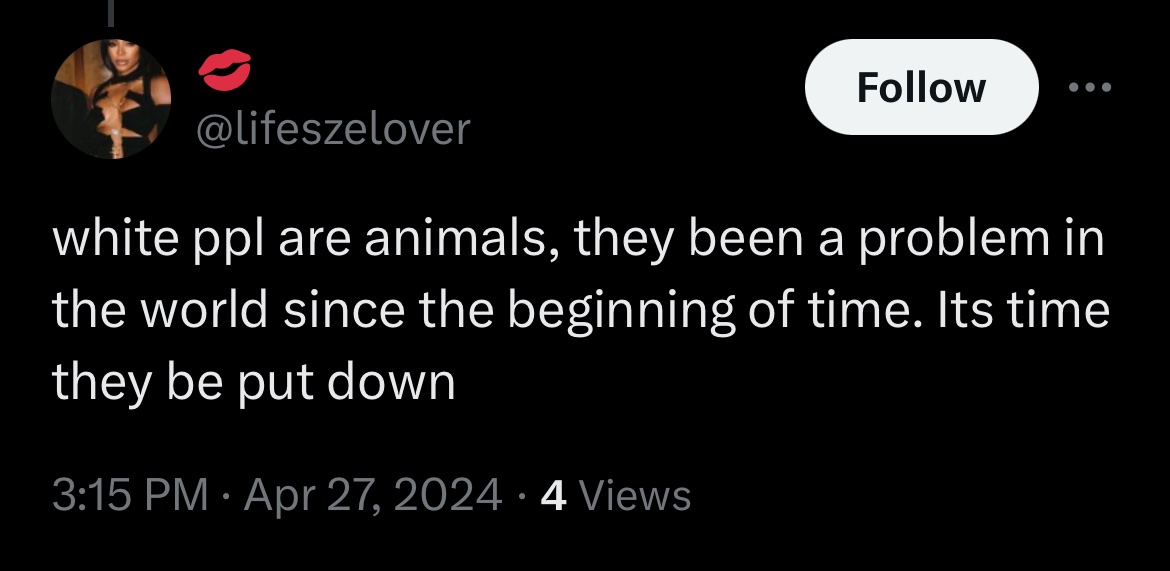 💋
@lifeszelover
Follow
white ppl are animals, they been a problem in
the world since the beginning of time. Its time
they be put down
3:15 PM · Apr 27, 2024 · 4 Views